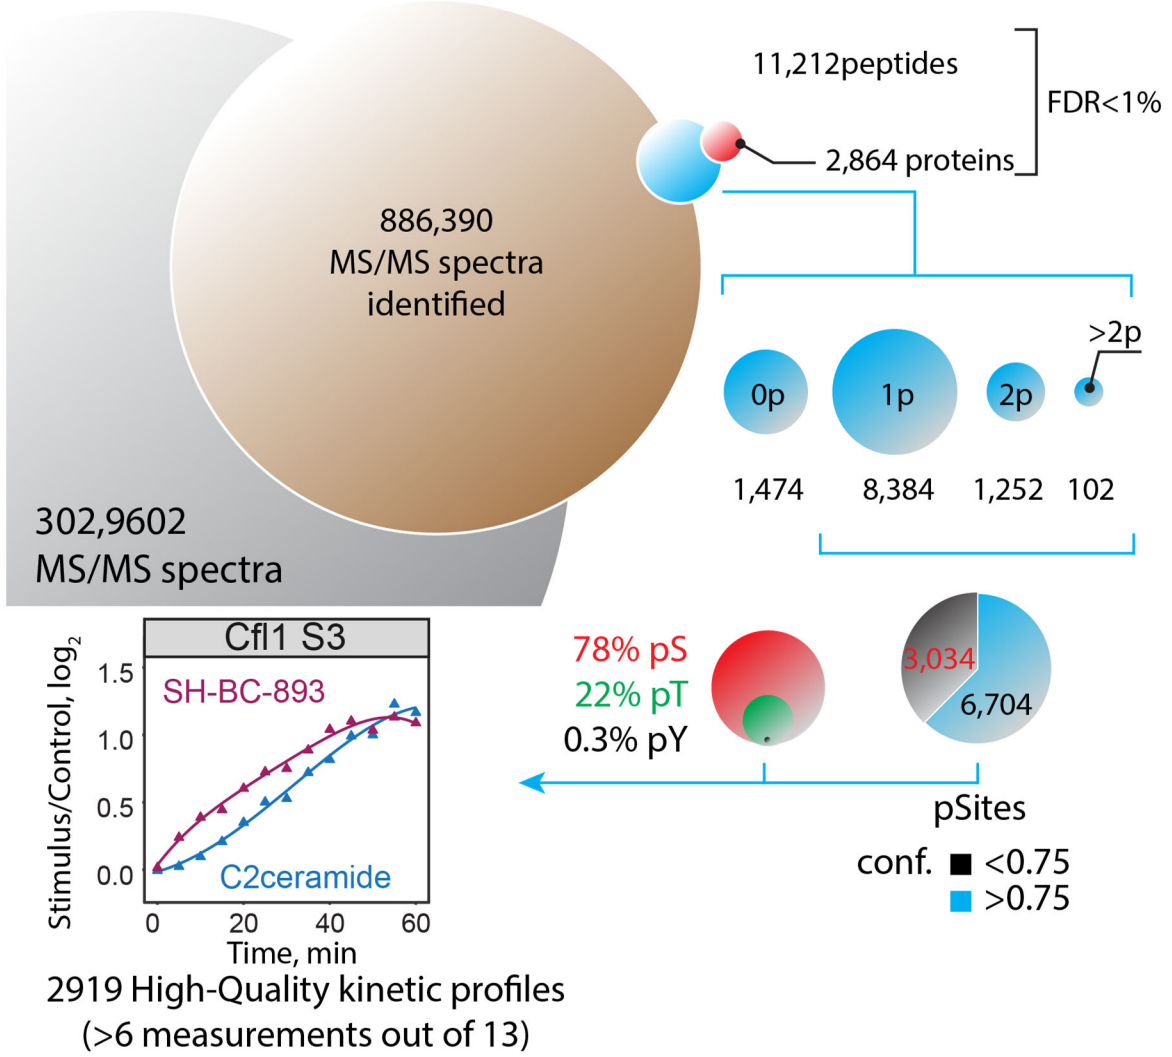 11,212peptides
FDR<1%
2,864 proteins
886,390
MS/MS spectra
identified
302,9602
MS/MS spectra
>2p
0p
1p
2p
1,474
8,384
1,252
102
78% pS
22% pT
0.3% pY
3,034
6,704
pSites
conf.
<0.75
>0.75
Cfl1 S3
Stimulus/Control, log2
1.5
1.0
0.5
0.0
SH-BC-893
C2ceramide
0
20
40
60
Time, min
2919 High-Quality kinetic profiles
(>6 measurements out of 13)